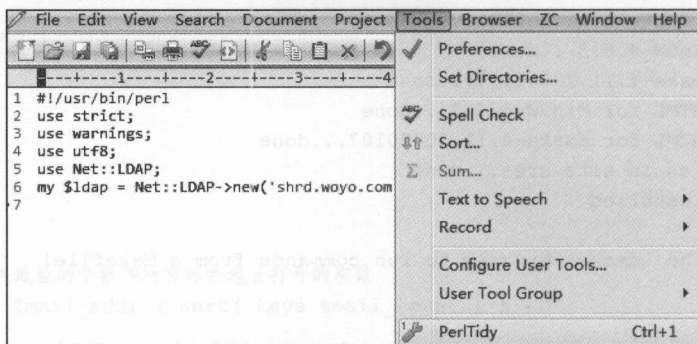 File Edit View Search Document Project Tools Browser ZC Window Help
Preferences...
----+----1----+----2----+----3----+----4
Set Directories...
1 #!/usr/bin/perl
2 use strict;
3 use warnings;
4 use utf8;
5 use Net::LDAP;
6 my $ldap = Net::LDAP->new('shrd.woyo.com
7
Spell Check
Sort...
Sum...
Text to Speech
Record
Configure User Tools...
User Tool Group
PerlTidy Ctrl+1